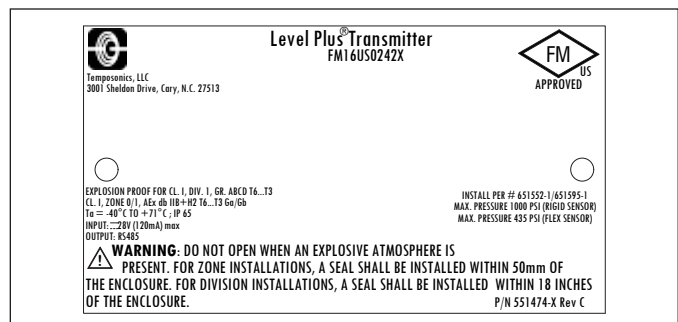 Level Plus® Transmitter
FM16US0242X
Temposonics, LLC
3001 Sheldon Drive, Cary, N.C. 27513
FM
US
APPROVED
EXPLOSION PROOF FOR CL. I, DIV. 1, GR. ABCD T6...T3
CL. I, ZONE 0/1, AEx db IIB+H2 T6...T3 Ga/Gb
Ta = -40°C TO +71°C ; IP 65
INPUT: ⎓28V (120mA) max
OUTPUT: RS485
INSTALL PER # 651552-1/651595-1
MAX. PRESSURE 1000 PSI (RIGID SENSOR)
MAX. PRESSURE 435 PSI (FLEX SENSOR)
WARNING: DO NOT OPEN WHEN AN EXPLOSIVE ATMOSPHERE IS
PRESENT. FOR ZONE INSTALLATIONS, A SEAL SHALL BE INSTALLED WITHIN 50mm OF
THE ENCLOSURE. FOR DIVISION INSTALLATIONS, A SEAL SHALL BE INSTALLED WITHIN 18 INCHES
OF THE ENCLOSURE.
P/N 551474-X Rev C